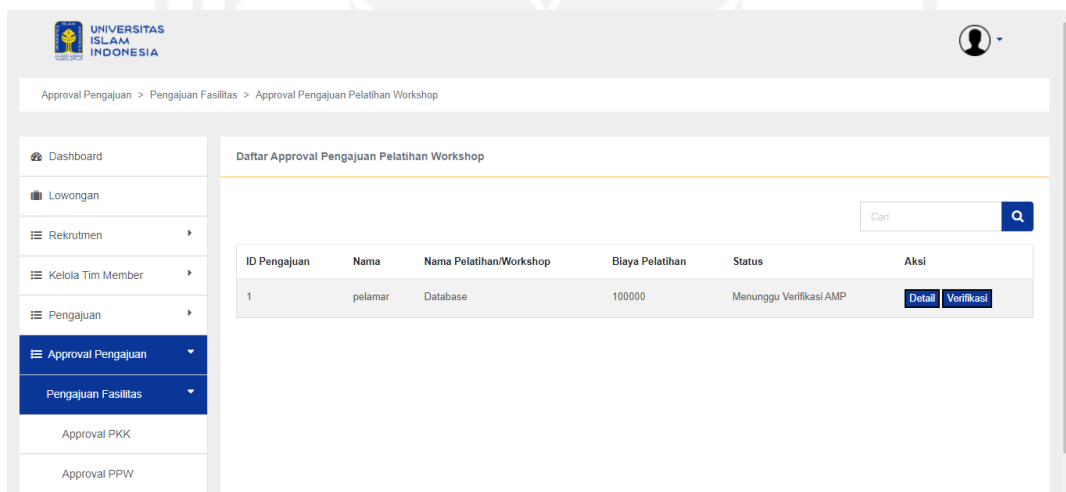 UNIVERSITAS
ISLAM
INDONESIA
Approval Pengajuan > Pengajuan Fasilitas > Approval Pengajuan Pelatihan Workshop
Dashboard
Lowongan
Rekrutmen
Kelola Tim Member
Pengajuan
Approval Pengajuan
Pengajuan Fasilitas
Approval PKK
Approval PPW
Daftar Approval Pengajuan Pelatihan Workshop
Cari
ID Pengajuan Nama Nama Pelatihan/Workshop Biaya Pelatihan Status Aksi
1 pelamar Database 100000 Menunggu Verifikasi AMP Detail Verifikasi